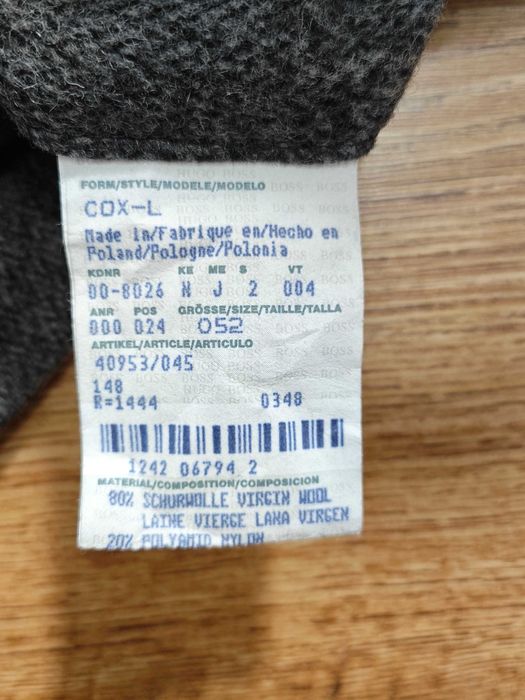 HUGO BOSS
FORM/STYLE/MODELE/MODELO
COX-L
Made in/Fabrique en/Hecho en
Poland/Pologne/Polonia
KDNR KE ME S VT
00-8026 N J 2 004
ANR POS GRÖSSE/SIZE/TAILLE/TALLA
000 024 052
ARTIKEL/ARTICLE/ARTICULO
40953/045
148
R=1444 0348
1242 06794 2
MATERIAL/COMPOSITION/COMPOSICION
80% SCHURWOLLE VIRGIN WOOL
LAINE VIERGE LANA VIRGEN
20% POLYAMID NYLON